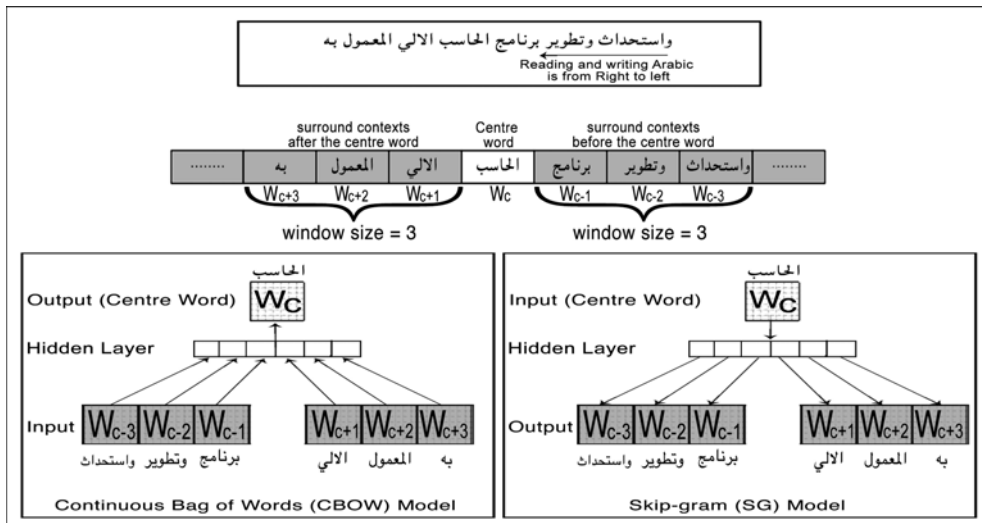 واستحداث وتطوير برنامج الحاسب الالي المعمول به
Reading and writing Arabic
is from Right to left
surround contexts
after the centre word
Centre
word
surround contexts
before the centre word
........ به المعمول الالي الحاسب برنامج وتطوير واستحداث ........
Wc+3 Wc+2 Wc+1 Wc Wc-1 Wc-2 Wc-3
window size = 3 window size = 3
الحاسب
Output (Centre Word) Wc
Hidden Layer
Input Wc-3 Wc-2 Wc-1 Wc+1 Wc+2 Wc+3
واستحداث وتطوير برنامج الالي المعمول به
Continuous Bag of Words (CBOW) Model
الحاسب
Input (Centre Word) Wc
Hidden Layer
Output Wc-3 Wc-2 Wc-1 Wc+1 Wc+2 Wc+3
واستحداث وتطوير برنامج الالي المعمول به
Skip-gram (SG) Model